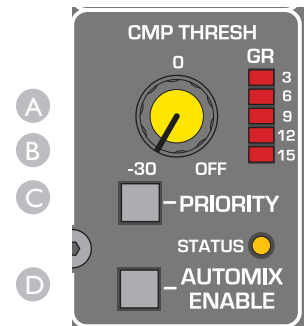 CMP THRESH
0
GR
3
6
A
9
B
12
15
-30
OFF
C
PRIORITY
STATUS
D
AUTOMIX
ENABLE